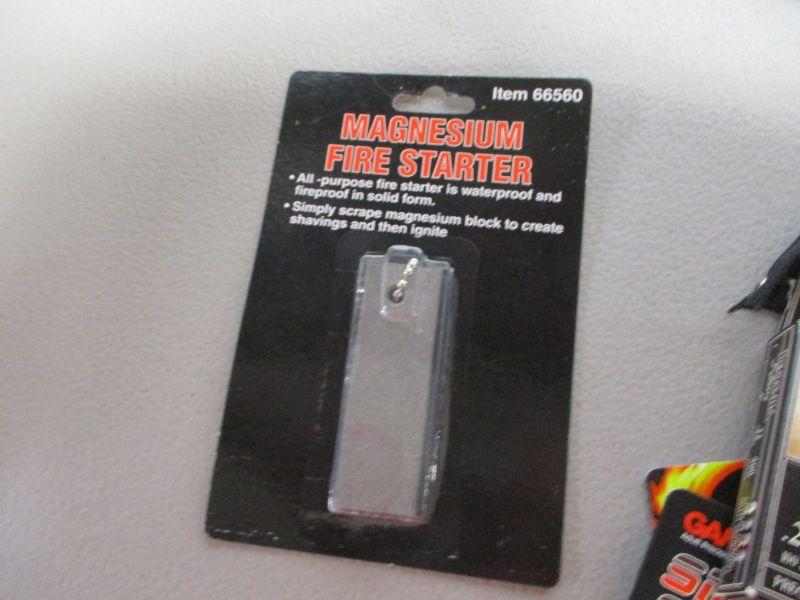 Item 66560
MAGNESIUM
FIRE STARTER
• All -purpose fire starter is waterproof and
fireproof in solid form.
• Simply scrape magnesium block to create
shavings and then ignite